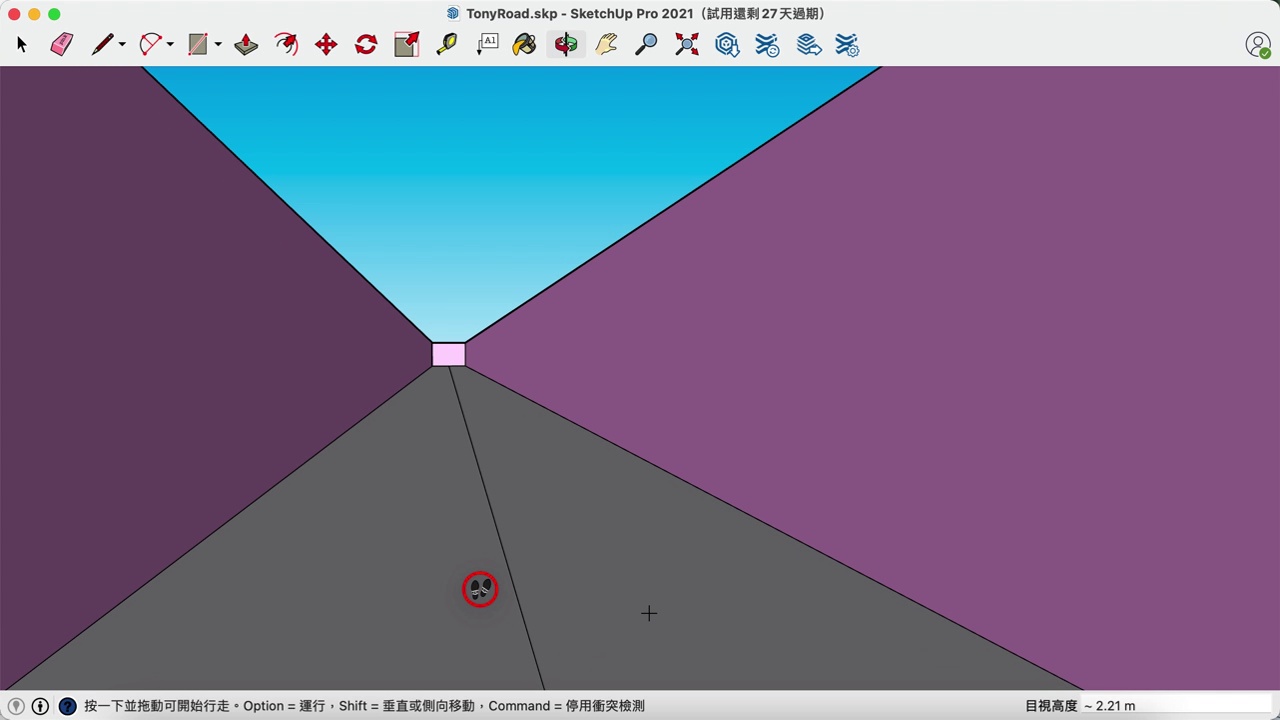 TonyRoad.skp - SketchUp Pro 2021（試用還剩 27 天過期）
A1
按一下並拖動可開始行走。Option = 運行，Shift = 垂直或側向移動，Command = 停用衝突檢測
目視高度 ~ 2.21 m